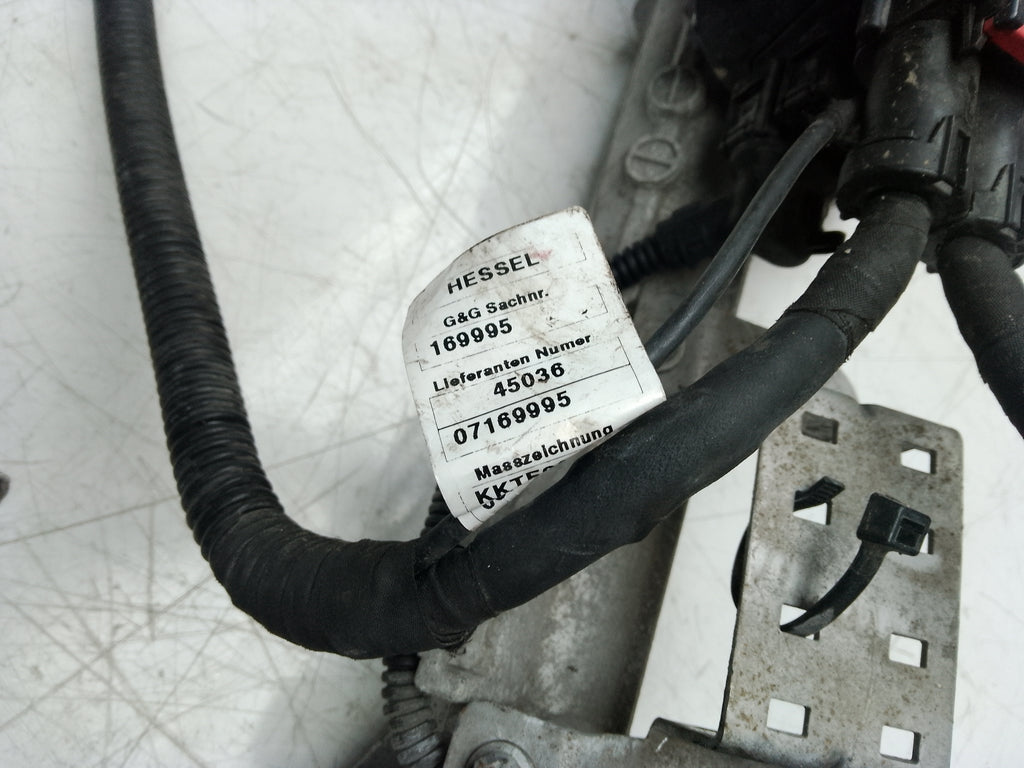 HESSEL
G&G Sachnr.
169995
Lieferanten Numer
45036
07169995
Masszeichnung